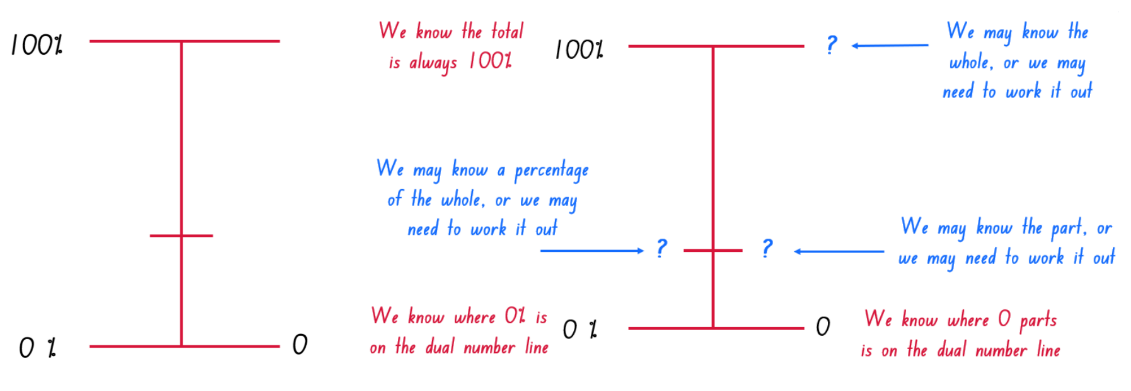 100%
0 %
0
We know the total
is always 100%
100%
?
We may know the
whole, or we may
need to work it out
We may know a percentage
of the whole, or we may
need to work it out
?
?
We may know the part, or
we may need to work it out
We know where 0% is
on the dual number line
0 %
0
We know where 0 parts
is on the dual number line